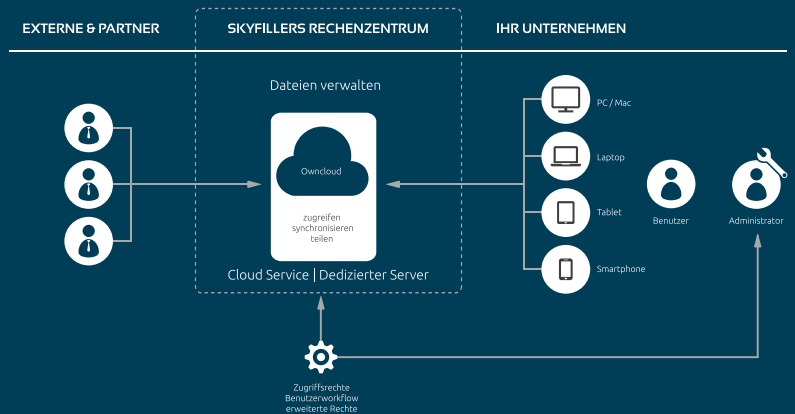 EXTERNE & PARTNER
SKYFILLERS RECHENZENTRUM
IHR UNTERNEHMEN
Dateien verwalten
Owncloud
zugreifen
synchronisieren
teilen
Cloud Service | Dedizierter Server
PC / Mac
Laptop
Tablet
Smartphone
Benutzer
Administrator
Zugriffsrechte
Benutzerworkflow
erweiterte Rechte